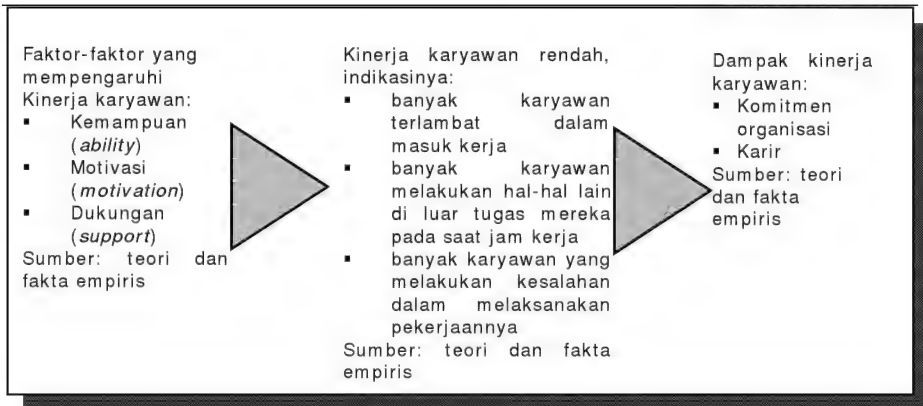 Faktor-faktor yang
mempengaruhi
Kinerja karyawan:
▪ Kemampuan
(ability)
▪ Motivasi
(motivation)
▪ Dukungan
(support)
Sumber: teori dan
fakta empiris
Kinerja karyawan rendah,
indikasinya:
▪ banyak karyawan
terlambat dalam
masuk kerja
▪ banyak karyawan
melakukan hal-hal lain
di luar tugas mereka
pada saat jam kerja
▪ banyak karyawan yang
melakukan kesalahan
dalam melaksanakan
pekerjaannya
Sumber: teori dan fakta
empiris
Dampak kinerja
karyawan:
▪ Komitmen
organisasi
▪ Karir
Sumber: teori
dan fakta
empiris